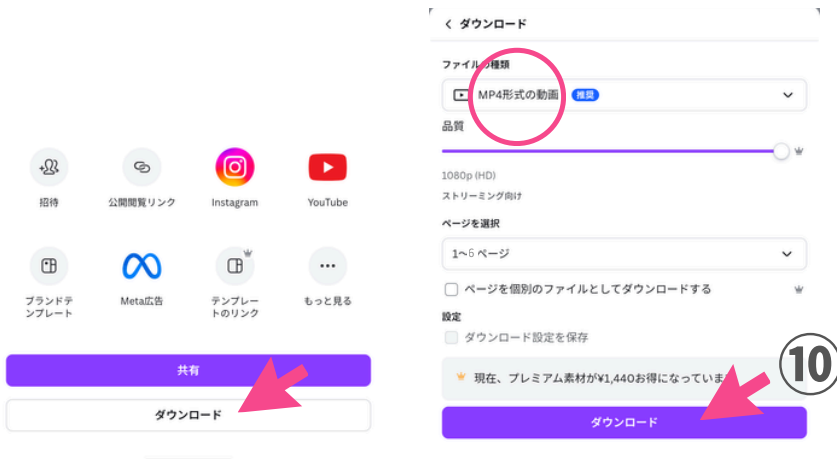 招待
公開閲覧リンク
Instagram
YouTube
ブランドテ
ンプレート
Meta広告
テンプレー
トのリンク
もっと見る
共有
ダウンロード
ダウンロード
ファイルの種類
MP4形式の動画
推奨
品質
1080p (HD)
ストリーミング向け
ページを選択
1〜6 ページ
ページを個別のファイルとしてダウンロードする
設定
ダウンロード設定を保存
現在、プレミアム素材が¥1,440お得になっていま
⑩
ダウンロード